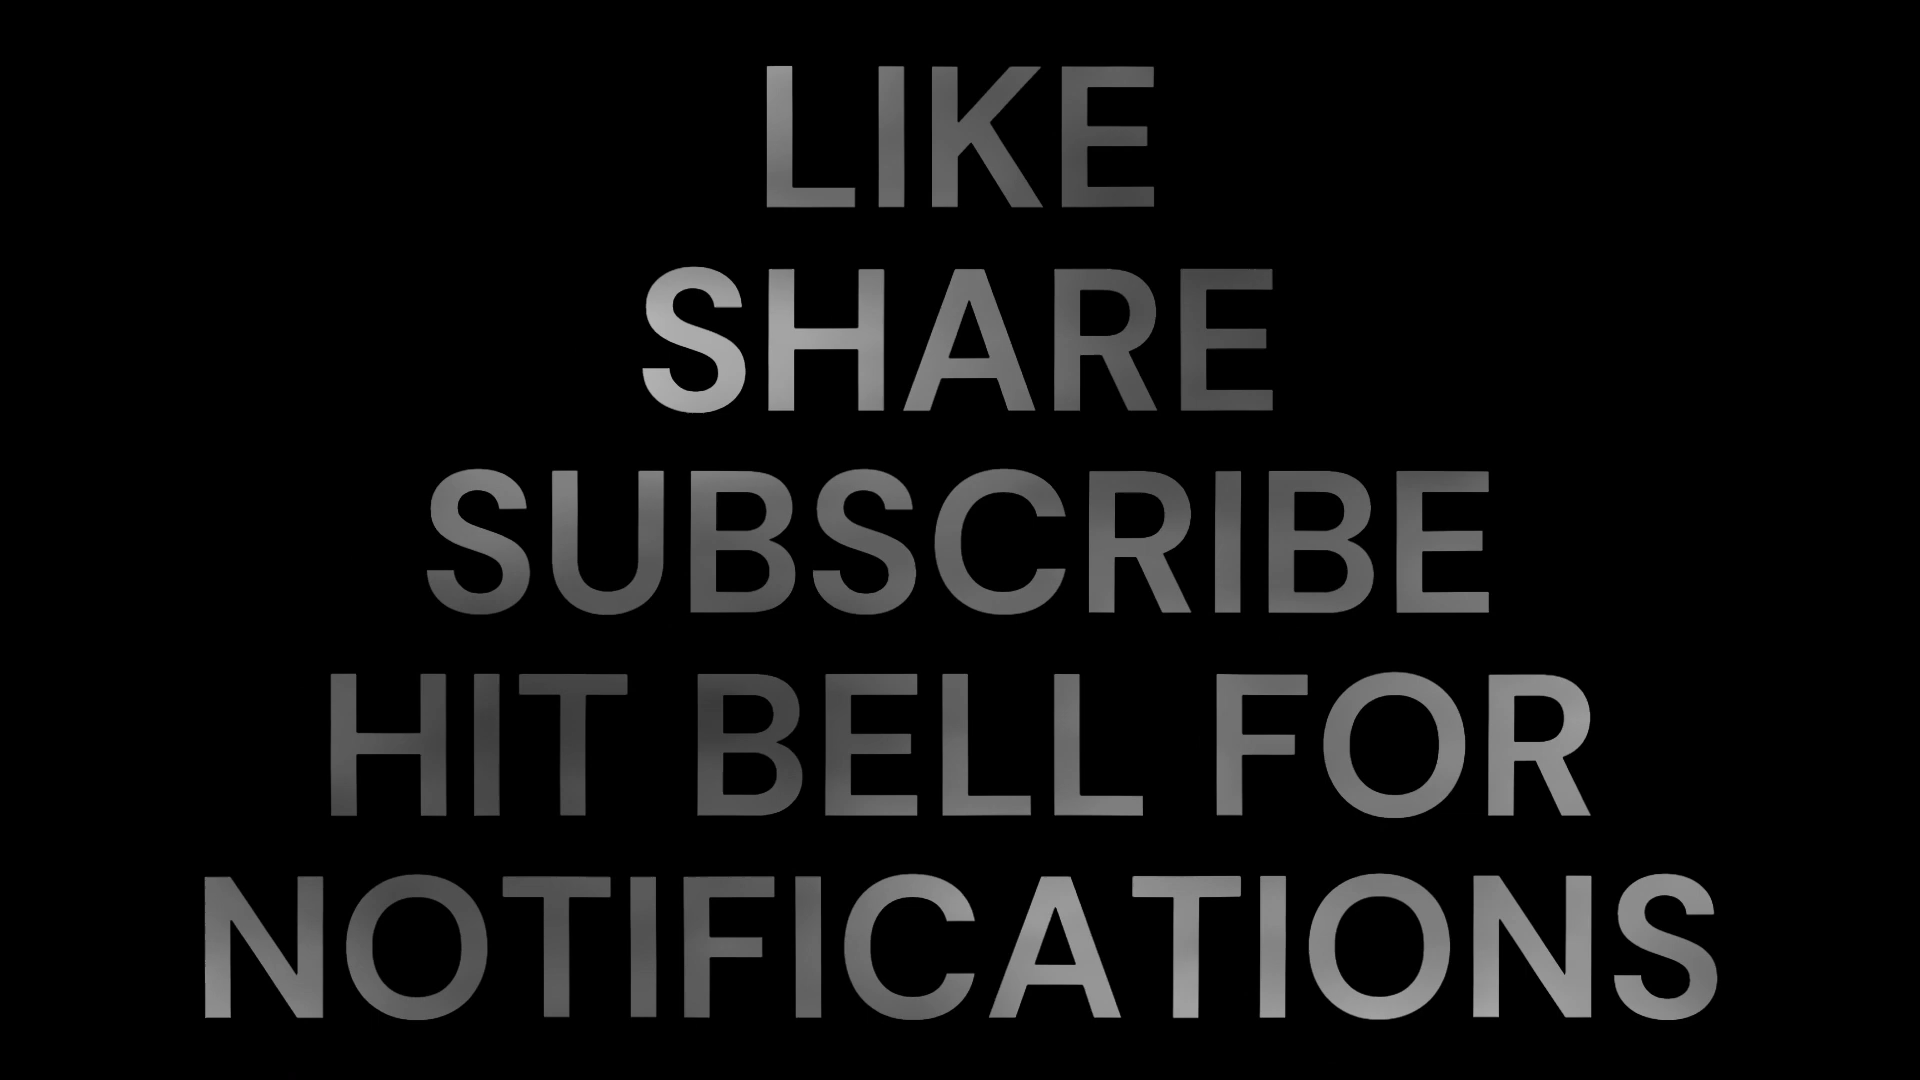 LIKE
SHARE
SUBSCRIBE
HIT BELL FOR
NOTIFICATIONS